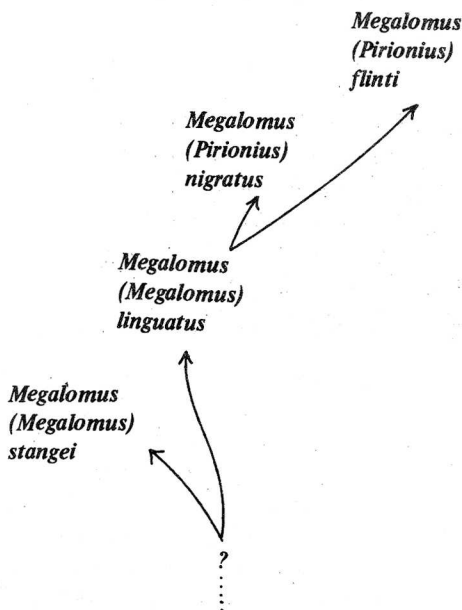 Megalomus
(Pirionius)
flinti
Megalomus
(Pirionius)
nigratus
Megalomus
(Megalomus)
linguatus
Megalomus
(Megalomus)
stangei
?